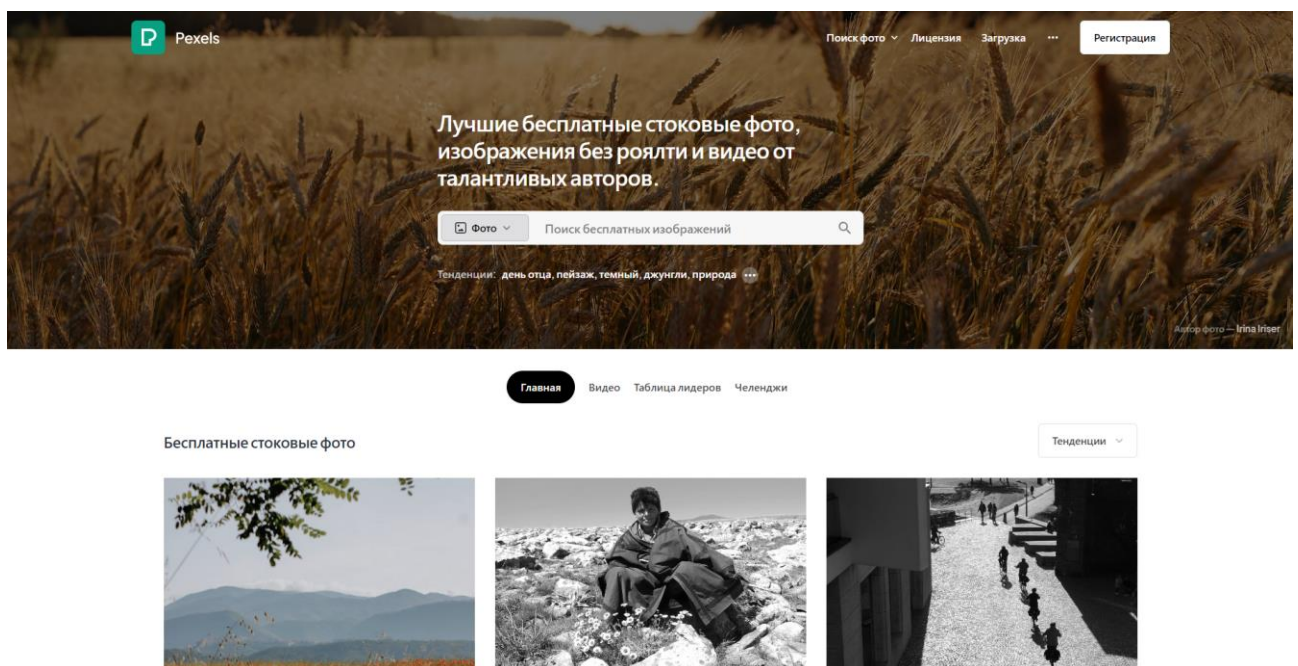 Pexels
Поиск фото Лицензия Загрузка ··· Регистрация
Лучшие бесплатные стоковые фото,
изображения без роялти и видео от
талантливых авторов.
Фото Поиск бесплатных изображений
Тенденции: день отца, пейзаж, темный, джунгли, природа ···
Автор фото — Irina Iriser
Главная Видео Таблица лидеров Челенджи
Бесплатные стоковые фото Тенденции